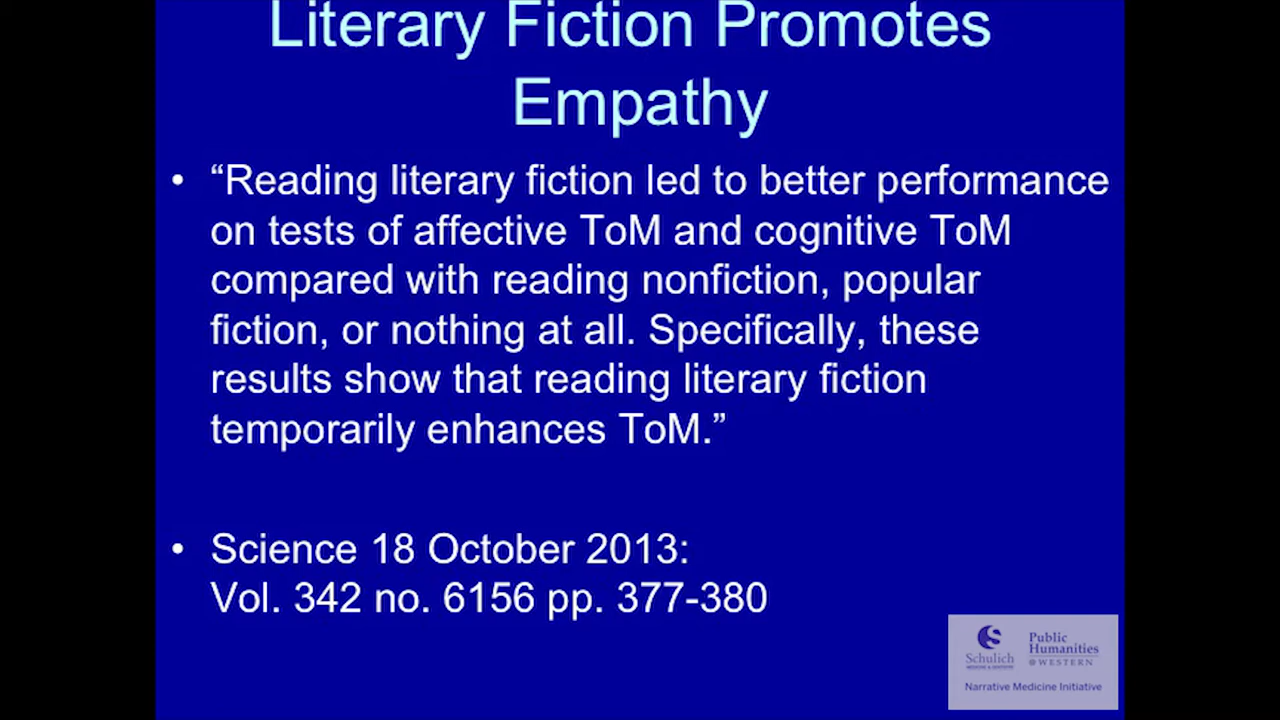 Literary Fiction Promotes
Empathy
• “Reading literary fiction led to better performance
on tests of affective ToM and cognitive ToM
compared with reading nonfiction, popular
fiction, or nothing at all. Specifically, these
results show that reading literary fiction
temporarily enhances ToM.”
• Science 18 October 2013:
Vol. 342 no. 6156 pp. 377-380
Schulich
MEDICINE & DENTISTRY
Public
Humanities
@WESTERN
Narrative Medicine Initiative